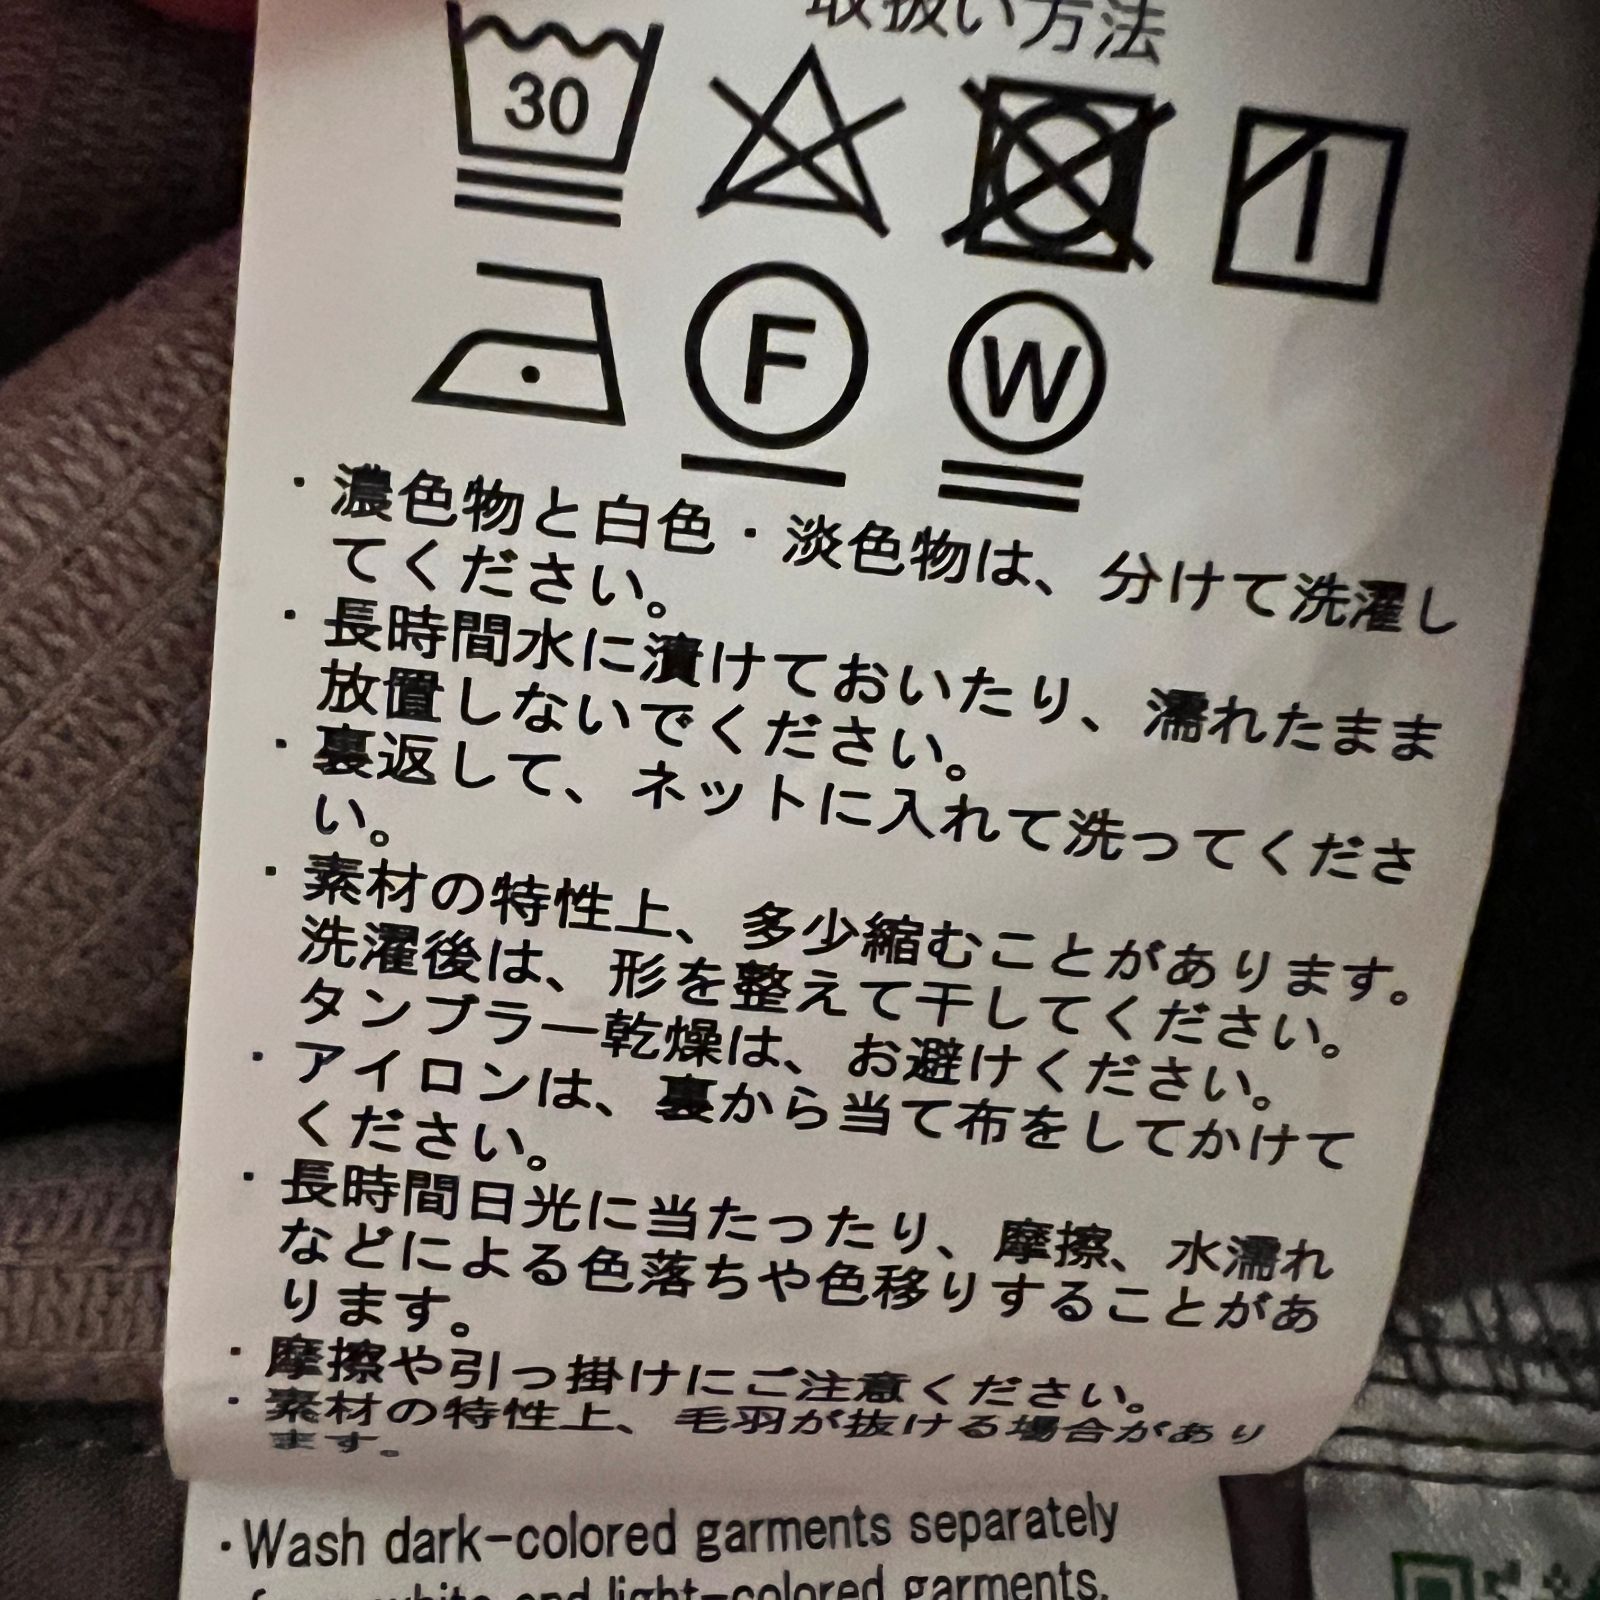 取扱い方法
30
F
W
・濃色物と白色・淡色物は、分けて洗濯し
てください。
・長時間水に漬けておいたり、濡れたまま
放置しないでください。
・裏返して、ネットに入れて洗ってくださ
い。
・素材の特性上、多少縮むことがあります。
洗濯後は、形を整えて干してください。
タンブラー乾燥は、お避けください。
・アイロンは、裏から当て布をしてかけて
ください。
・長時間日光に当たったり、摩擦、水濡れ
などによる色落ちや色移りすることがあ
ります。
・摩擦や引っ掛けにご注意ください。
・素材の特性上、毛羽が抜ける場合があり
ます。
・Wash dark-colored garments separately
from white and light-colored garments.